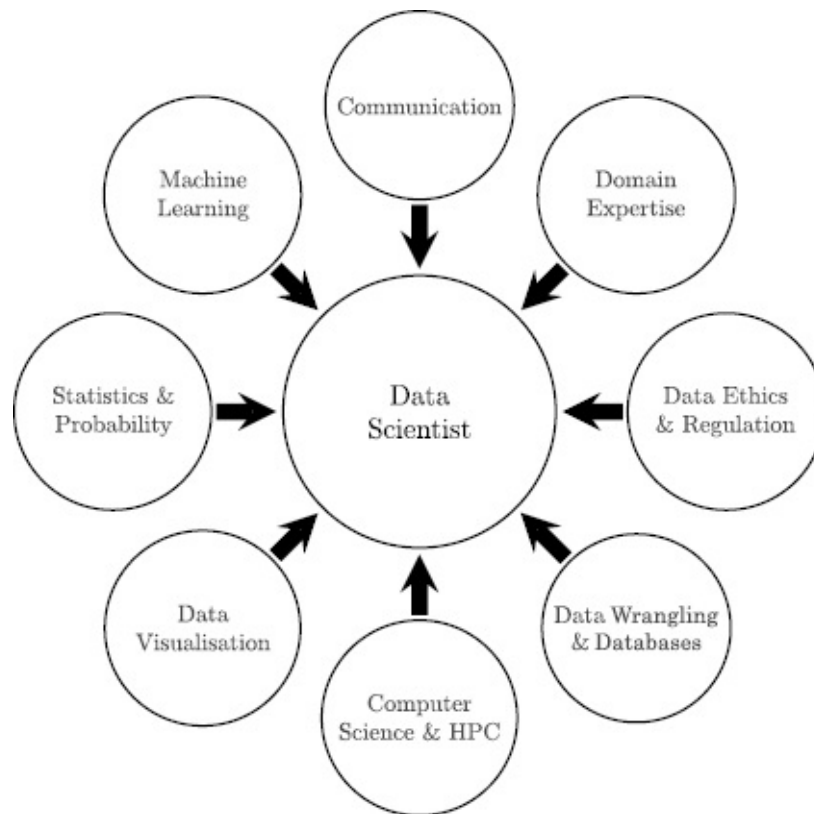 Communication
Machine
Learning
Domain
Expertise
Statistics &
Probability
Data
Scientist
Data Ethics
& Regulation
Data
Visualisation
Data Wrangling
& Databases
Computer
Science & HPC